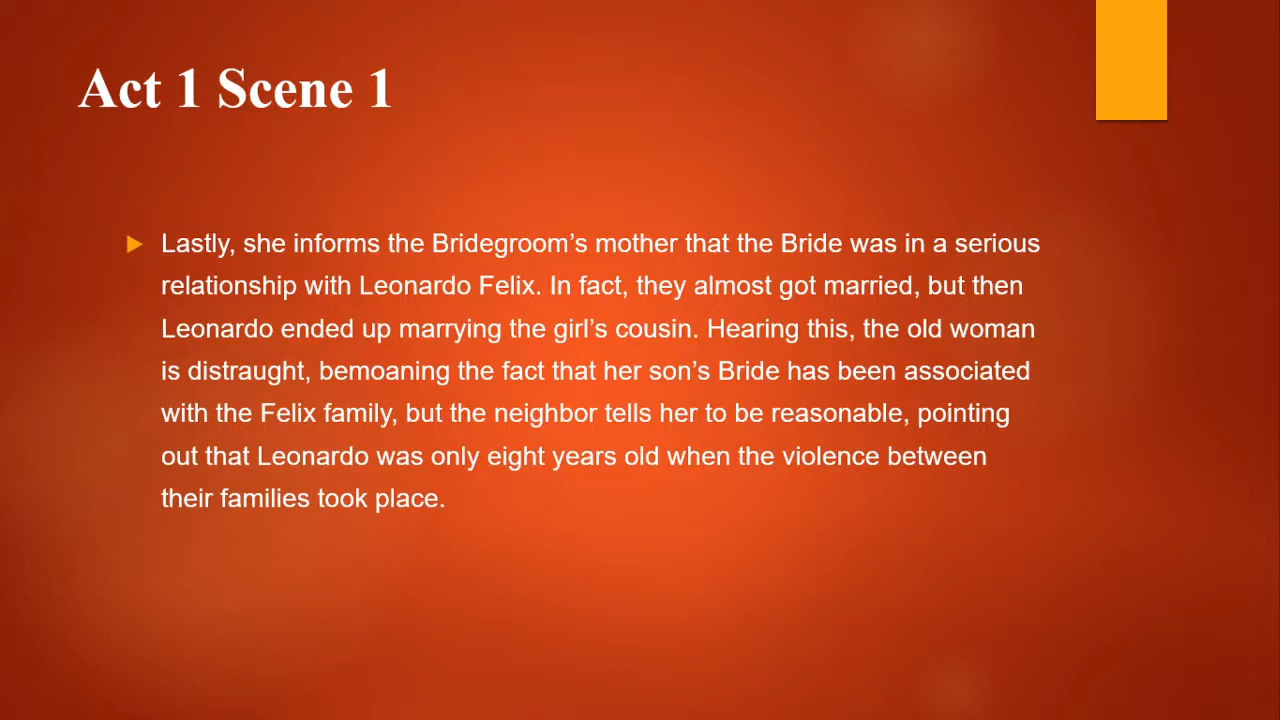 Act 1 Scene 1
Lastly, she informs the Bridegroom’s mother that the Bride was in a serious
relationship with Leonardo Felix. In fact, they almost got married, but then
Leonardo ended up marrying the girl’s cousin. Hearing this, the old woman
is distraught, bemoaning the fact that her son’s Bride has been associated
with the Felix family, but the neighbor tells her to be reasonable, pointing
out that Leonardo was only eight years old when the violence between
their families took place.